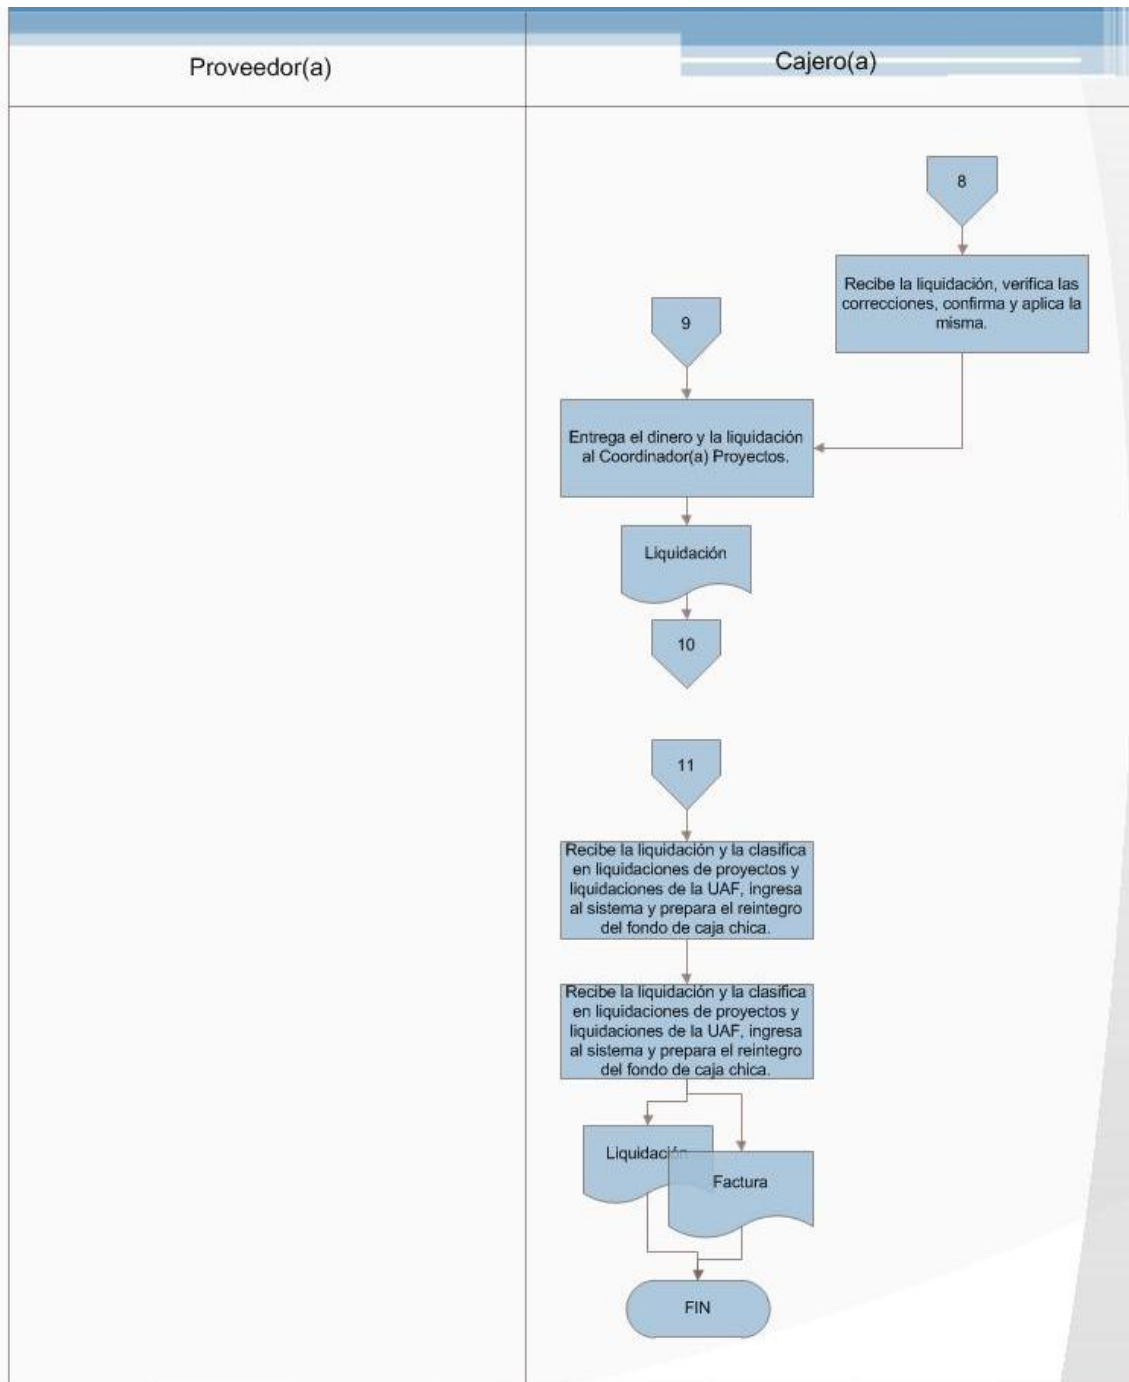 Proveedor(a)
Cajero(a)
8
Recibe la liquidación, verifica las
correcciones, confirma y aplica la
misma.
9
Entrega el dinero y la liquidación
al Coordinador(a) Proyectos.
Liquidación
10
11
Recibe la liquidación y la clasifica
en liquidaciones de proyectos y
liquidaciones de la UAF, ingresa
al sistema y prepara el reintegro
del fondo de caja chica.
Recibe la liquidación y la clasifica
en liquidaciones de proyectos y
liquidaciones de la UAF, ingresa
al sistema y prepara el reintegro
del fondo de caja chica.
Liquidación
Factura
FIN